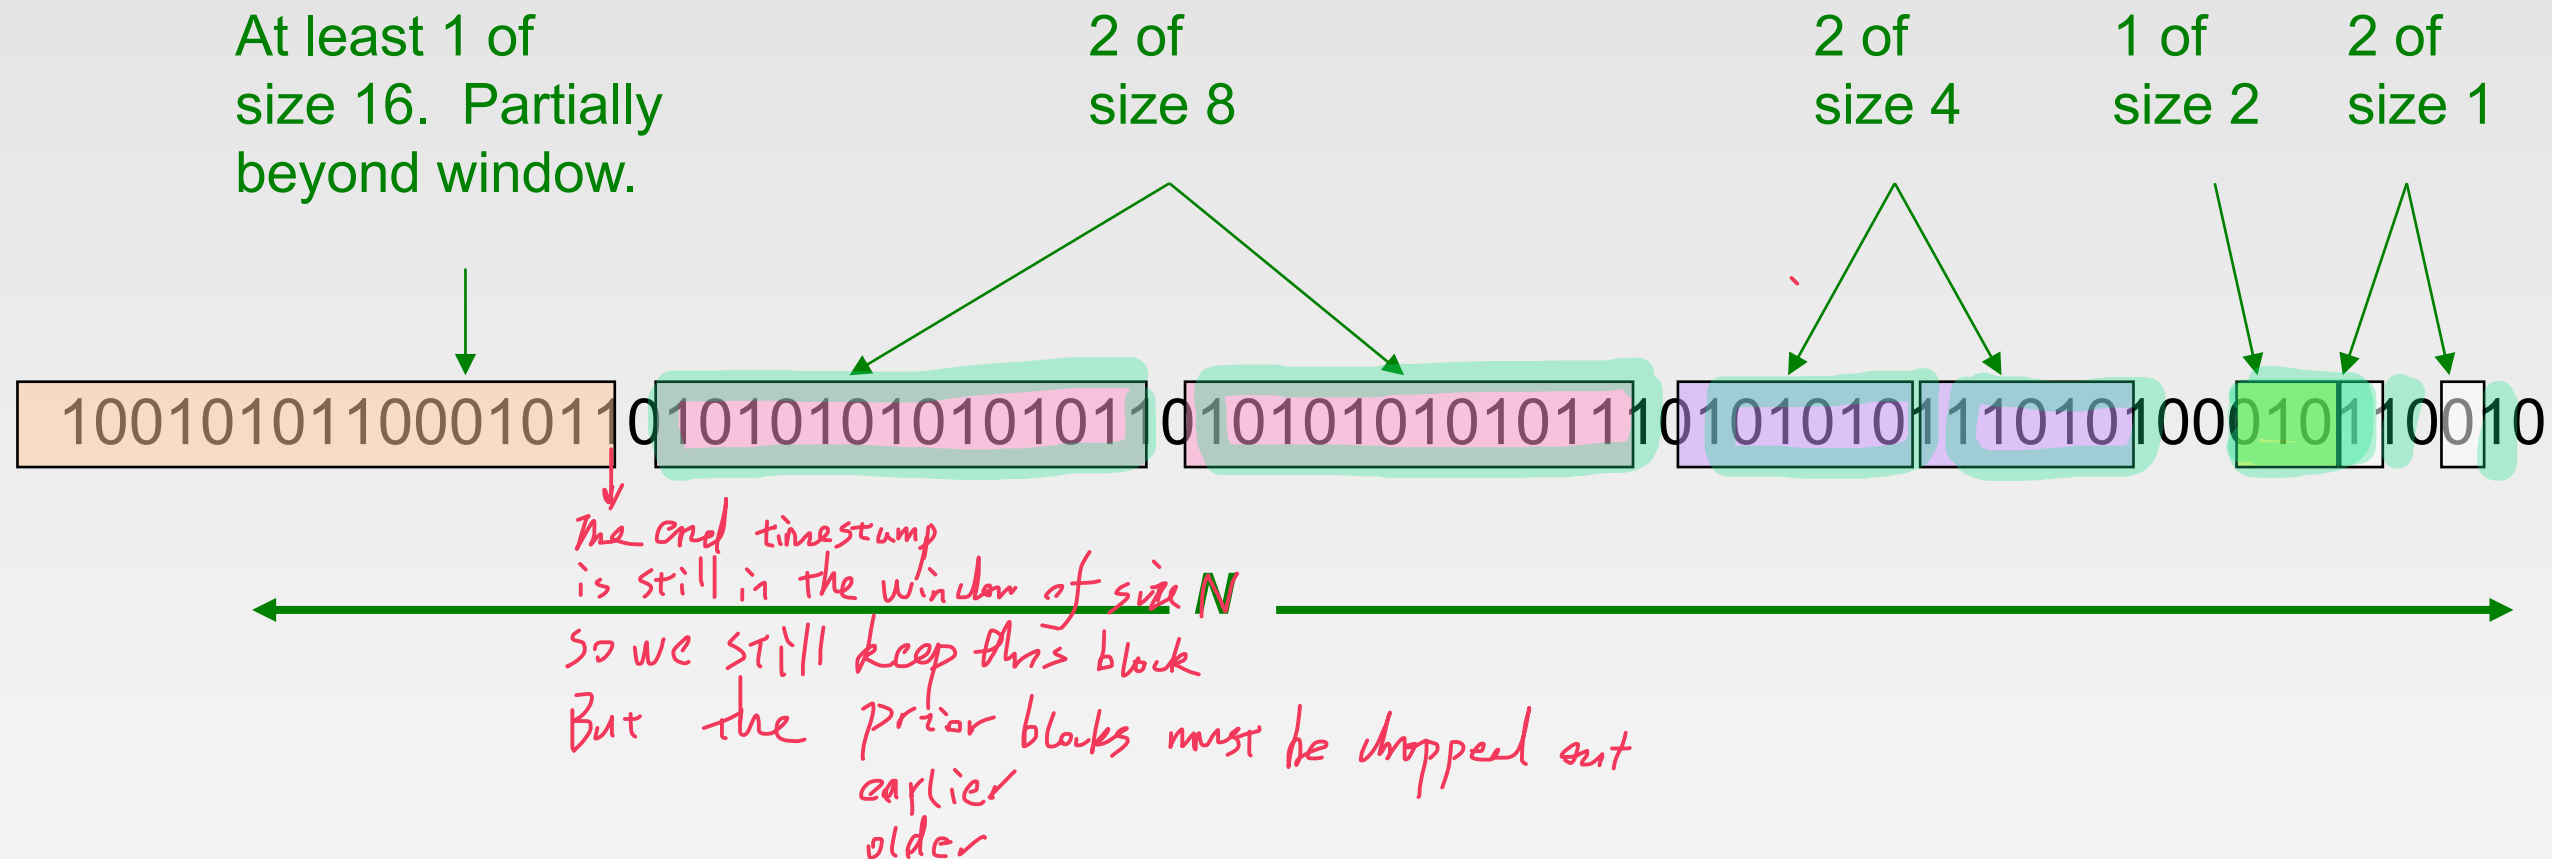 At least 1 of
size 16. Partially
beyond window.
2 of
size 8
2 of
size 4
1 of
size 2
2 of
size 1
1001010110001011010101010101011010101010101110101010111010100010110010
The end timestamp
is still in the window of size N
so we still keep this block
But the prior blocks must be dropped out
earlier
older